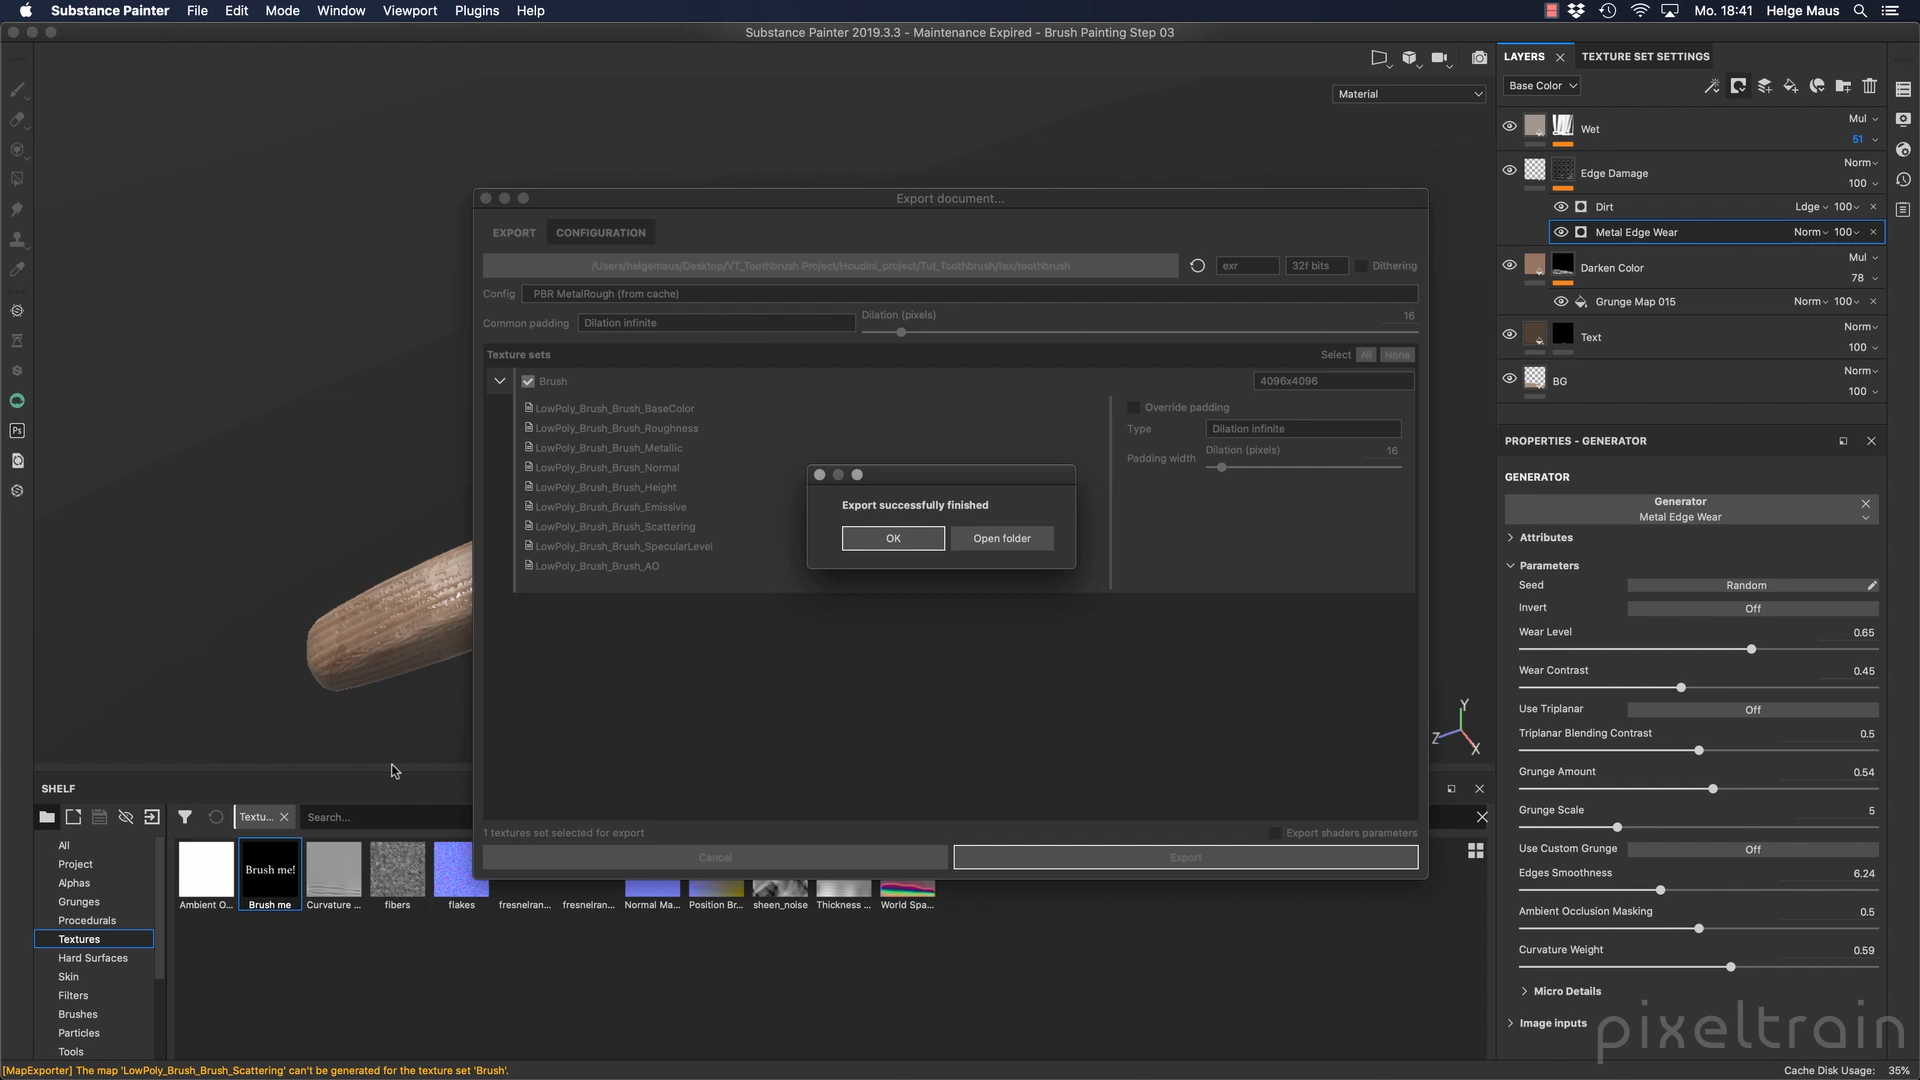 Substance Painter File Edit Mode Window Viewport Plugins Help
Mo. 18:41 Helge Maus
Substance Painter 2019.3.3 - Maintenance Expired - Brush Painting Step 03
Material
LAYERS
TEXTURE SET SETTINGS
Base Color
Wet
Mul
51
Edge Damage
Norm
100
Dirt
Ldge
100
Metal Edge Wear
Norm
100
Darken Color
Mul
78
Grunge Map 015
Norm
100
Text
Norm
100
BG
Norm
100
PROPERTIES - GENERATOR
GENERATOR
Generator
Metal Edge Wear
Attributes
Parameters
Seed
Random
Invert
Off
Wear Level
0.65
Wear Contrast
0.45
Use Triplanar
Off
Triplanar Blending Contrast
0.5
Grunge Amount
0.54
Grunge Scale
5
Use Custom Grunge
Off
Edges Smoothness
6.24
Ambient Occlusion Masking
0.5
Curvature Weight
0.59
Micro Details
Image inputs
pixeltrain
Export document...
EXPORT
CONFIGURATION
/Users/helgemaus/Desktop/VT_Toothbrush Project/Houdini_project/Tut_Toothbrush/tex/toothbrush
exr
32f bits
Dithering
Config
PBR MetalRough (from cache)
Common padding
Dilation infinite
Dilation (pixels)
16
Texture sets
Select
All
None
Brush
4096x4096
LowPoly_Brush_Brush_BaseColor
LowPoly_Brush_Brush_Roughness
LowPoly_Brush_Brush_Metallic
LowPoly_Brush_Brush_Normal
LowPoly_Brush_Brush_Height
LowPoly_Brush_Brush_Emissive
LowPoly_Brush_Brush_Scattering
LowPoly_Brush_Brush_SpecularLevel
LowPoly_Brush_Brush_AO
Override padding
Type
Dilation infinite
Padding width
Dilation (pixels)
16
Export successfully finished
OK
Open folder
1 textures set selected for export
Export shaders parameters
Cancel
Export
Y
Z
X
Ps
SHELF
Textu...
Search...
All
Project
Alphas
Grunges
Procedurals
Textures
Hard Surfaces
Skin
Filters
Brushes
Particles
Tools
Brush me!
Ambient O...
Brush me
Curvature ...
fibers
flakes
fresnelran...
fresnelran...
Normal Ma...
Position Br...
sheen_noise
Thickness ...
World Spa...
[MapExporter] The map 'LowPoly_Brush_Brush_Scattering' can't be generated for the texture set 'Brush'.
Cache Disk Usage: 35%